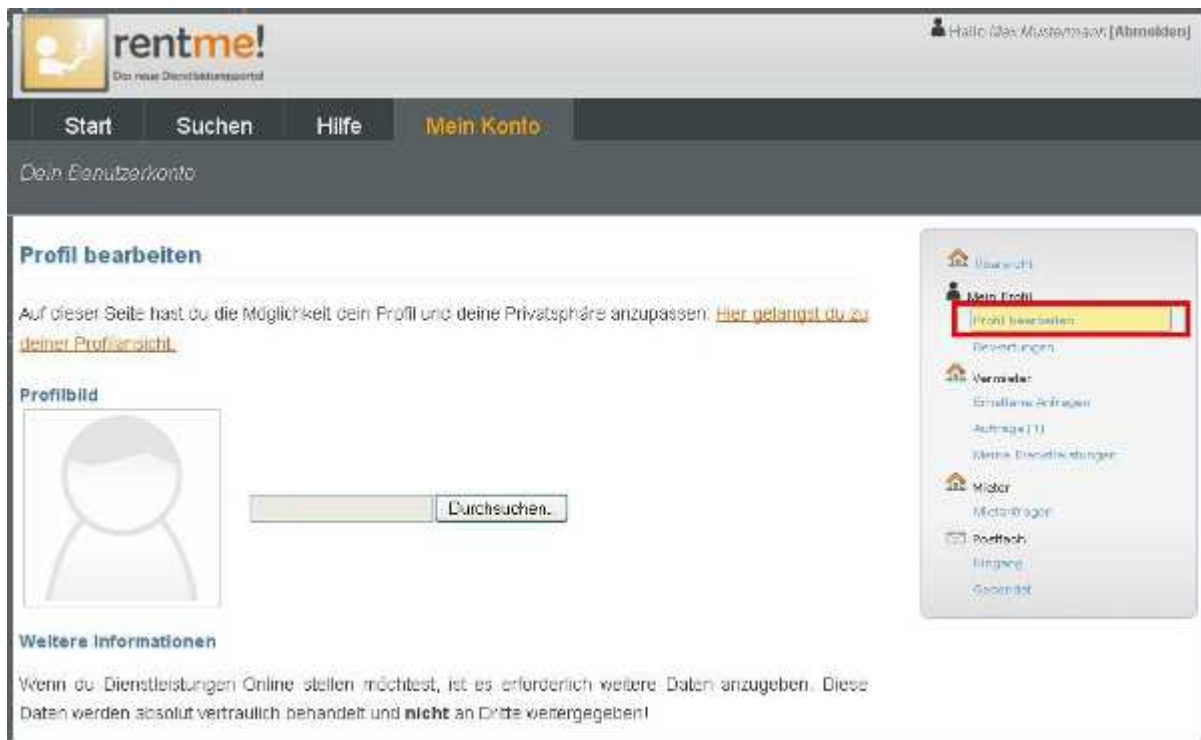 rentme!
Das neue Dienstleistungsportal
Hallo Max Mustermann [Abmelden]
Start Suchen Hilfe Mein Konto
Dein Benutzerkonto
Profil bearbeiten
Auf dieser Seite hast du die Möglichkeit dein Profil und deine Privatsphäre anzupassen. Hier gelangst du zu
deiner Profilansicht.
Profilbild
Durchsuchen.
Weitere Informationen
Wenn du Dienstleistungen Online stellen möchtest, ist es erforderlich weitere Daten anzugeben. Diese
Daten werden absolut vertraulich behandelt und nicht an Dritte weitergegeben!
Übersicht
Mein Profil
Profil bearbeiten
Bewertungen
Vermieter
Erhaltene Anfragen
Aufträge (1)
Meine Dienstleistungen
Mieter
Mietanfragen
Postfach
Eingang
Gesendet